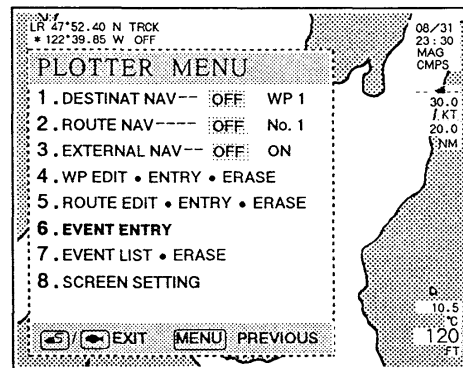 LR 47°52.40 N TRCK
* 122°39.85 W OFF
08/31
23:30
MAG
CMPS
PLOTTER MENU
1. DESTINAT NAV-- OFF WP 1
2. ROUTE NAV---- OFF No. 1
3. EXTERNAL NAV-- OFF ON
4. WP EDIT • ENTRY • ERASE
5. ROUTE EDIT • ENTRY • ERASE
6. EVENT ENTRY
7. EVENT LIST • ERASE
8. SCREEN SETTING
/ EXIT MENU PREVIOUS
30.0
KT
20.0
NM
D
10.5
°C
120
FT